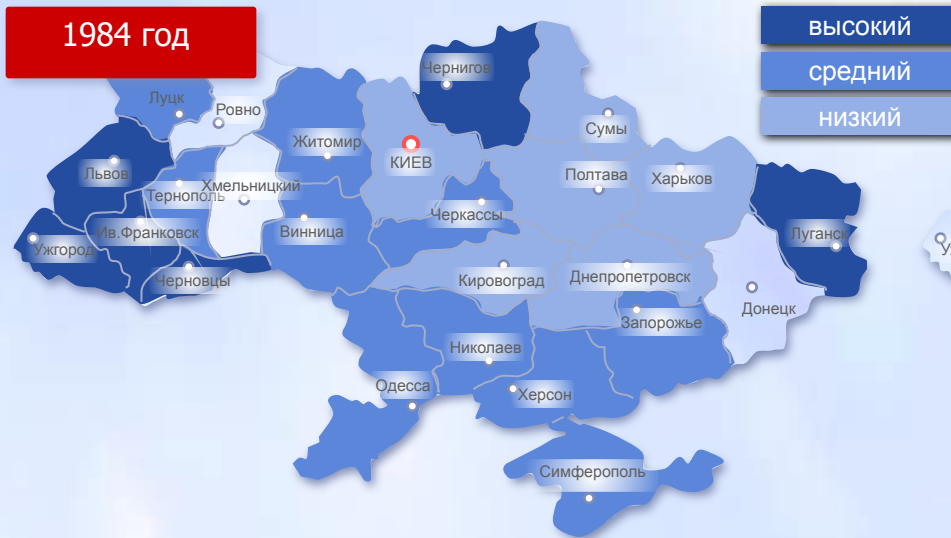 1984 год
высокий
средний
низкий
Чернигов
Луцк
Ровно
Сумы
Житомир
КИЕВ
Львов
Тернополь
Хмельницкий
Полтава
Харьков
Черкассы
Ив.Франковск
Винница
Луганск
Ужгород
Черновцы
Кировоград
Днепропетровск
Донецк
Запорожье
Николаев
Одесса
Херсон
Симферополь